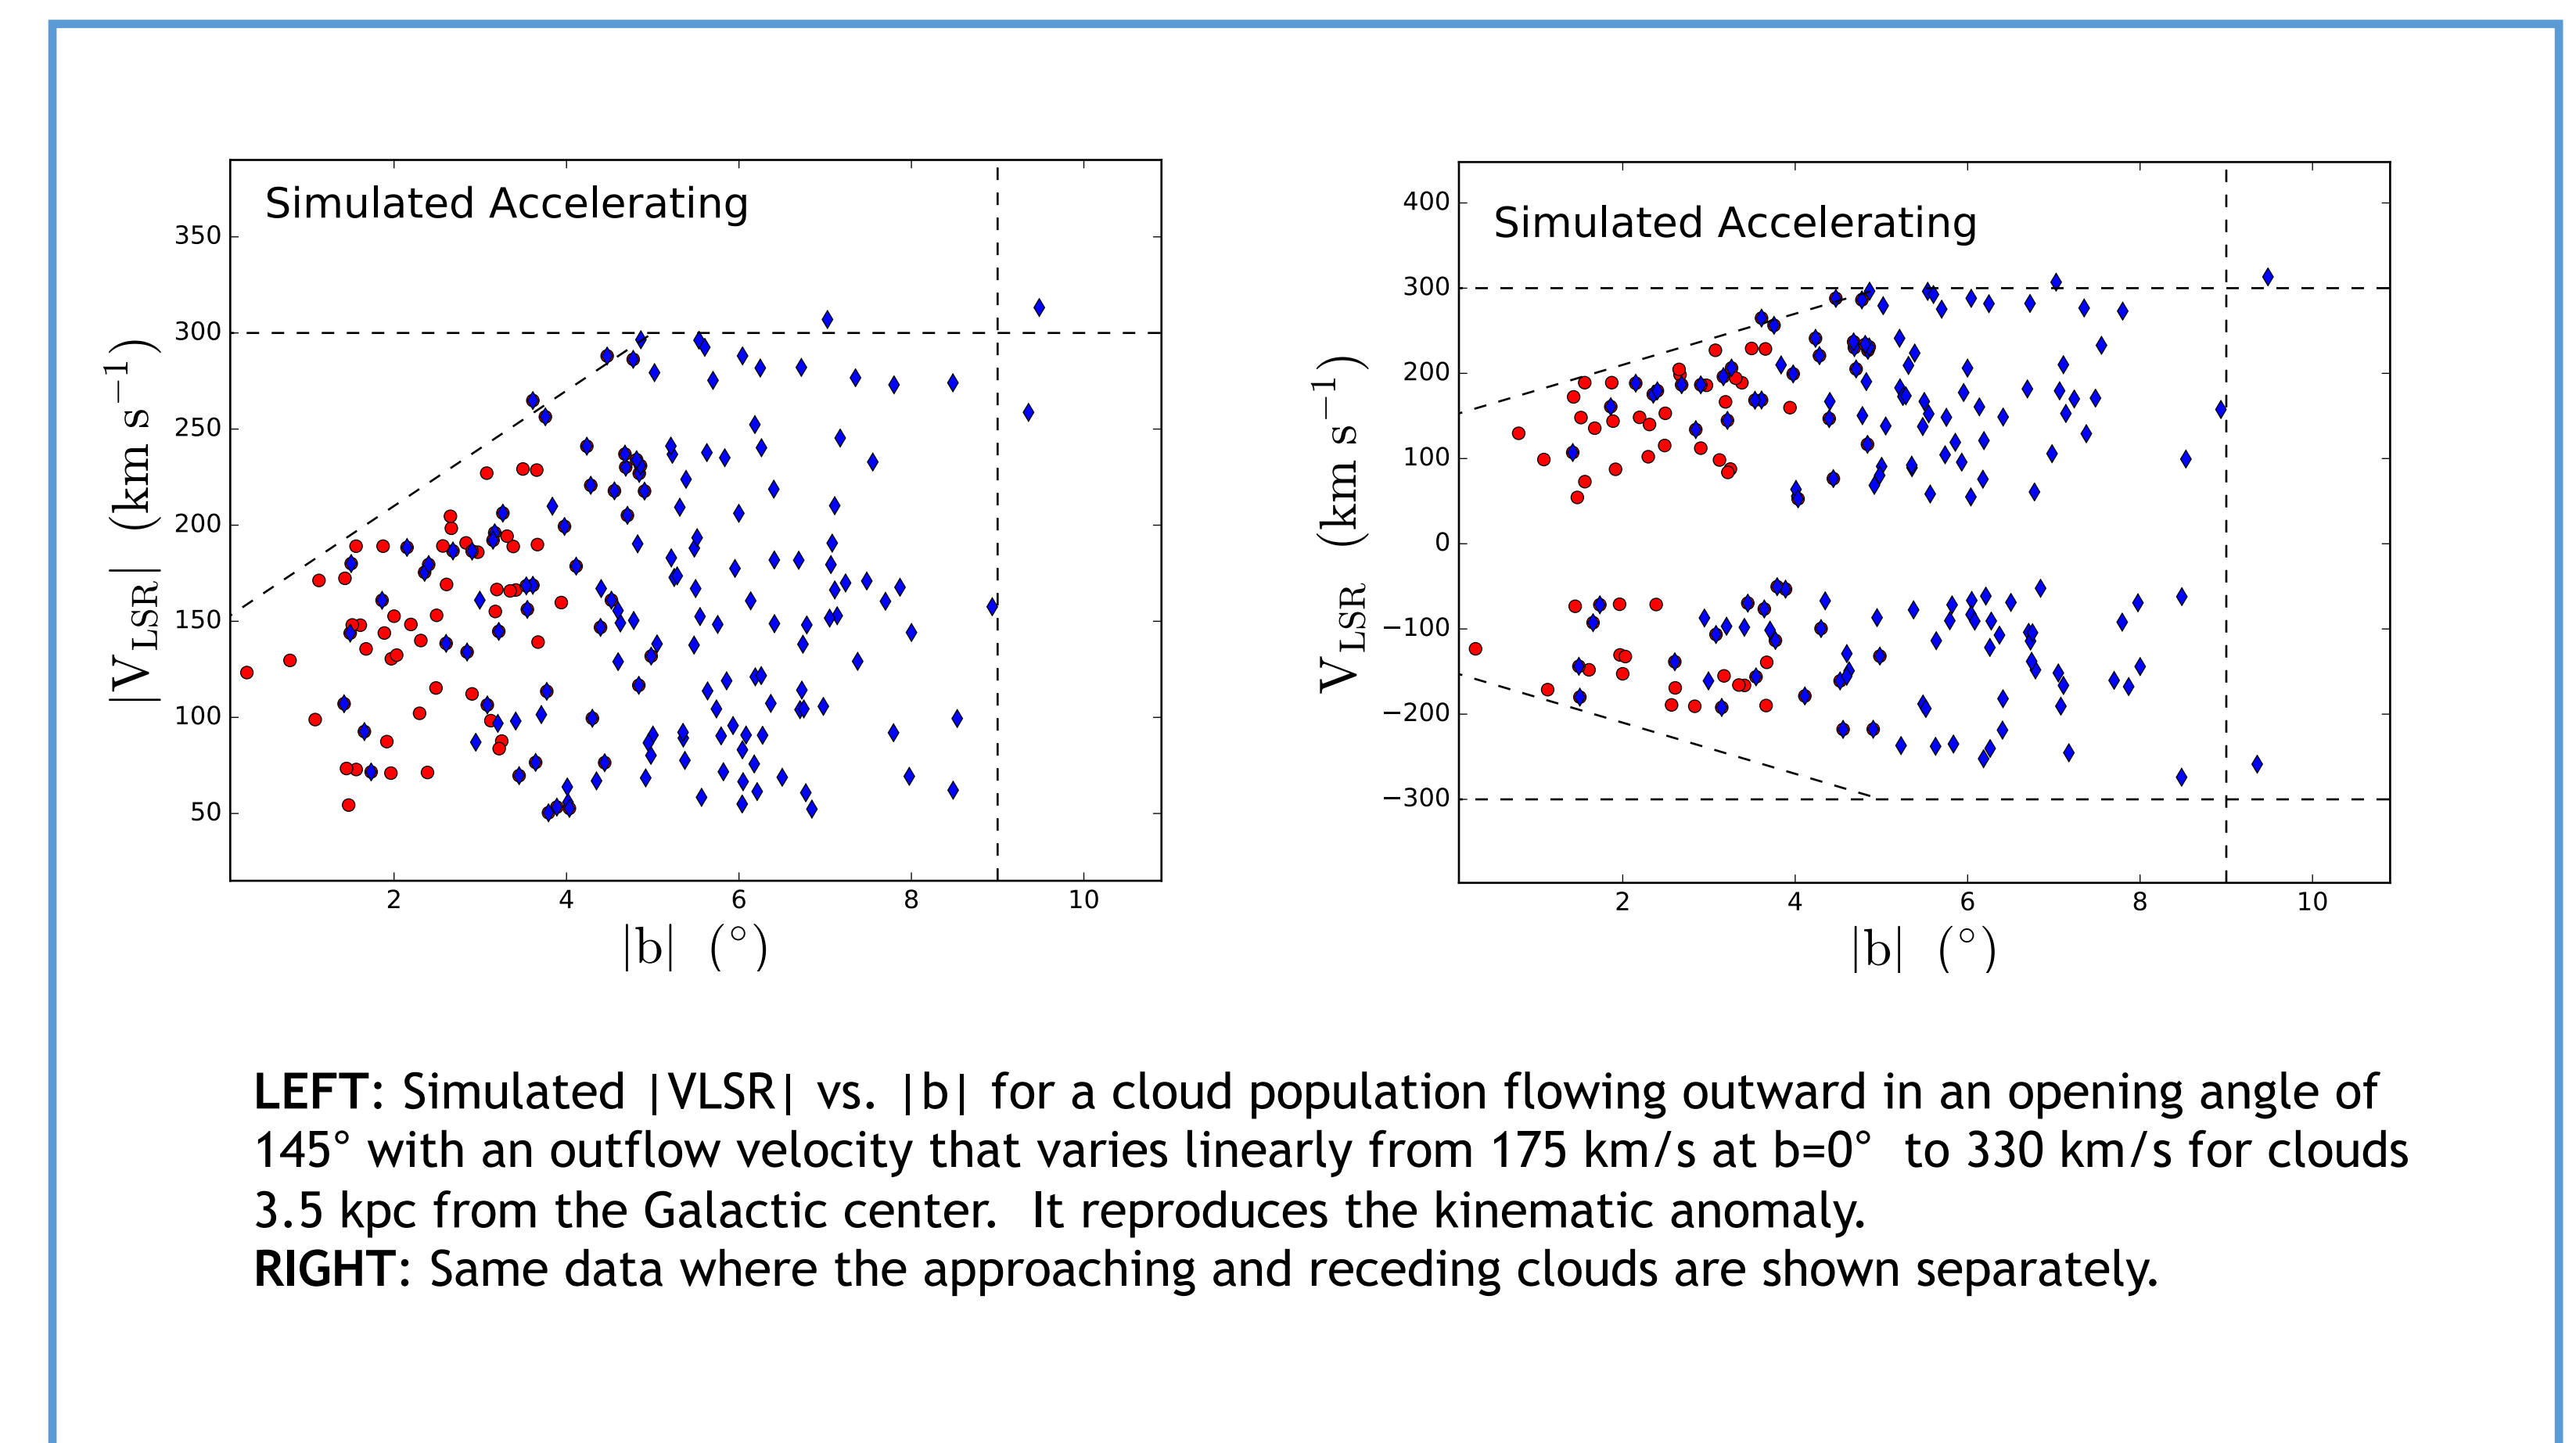 Simulated Accelerating
350
300
250
200
150
100
50
2 4 6 8 10
|V_LSR| (km s⁻¹)
|b| (°)
Simulated Accelerating
400
300
200
100
0
−100
−200
−300
2 4 6 8 10
V_LSR (km s⁻¹)
|b| (°)
LEFT: Simulated |VLSR| vs. |b| for a cloud population flowing outward in an opening angle of
145° with an outflow velocity that varies linearly from 175 km/s at b=0° to 330 km/s for clouds
3.5 kpc from the Galactic center. It reproduces the kinematic anomaly.
RIGHT: Same data where the approaching and receding clouds are shown separately.